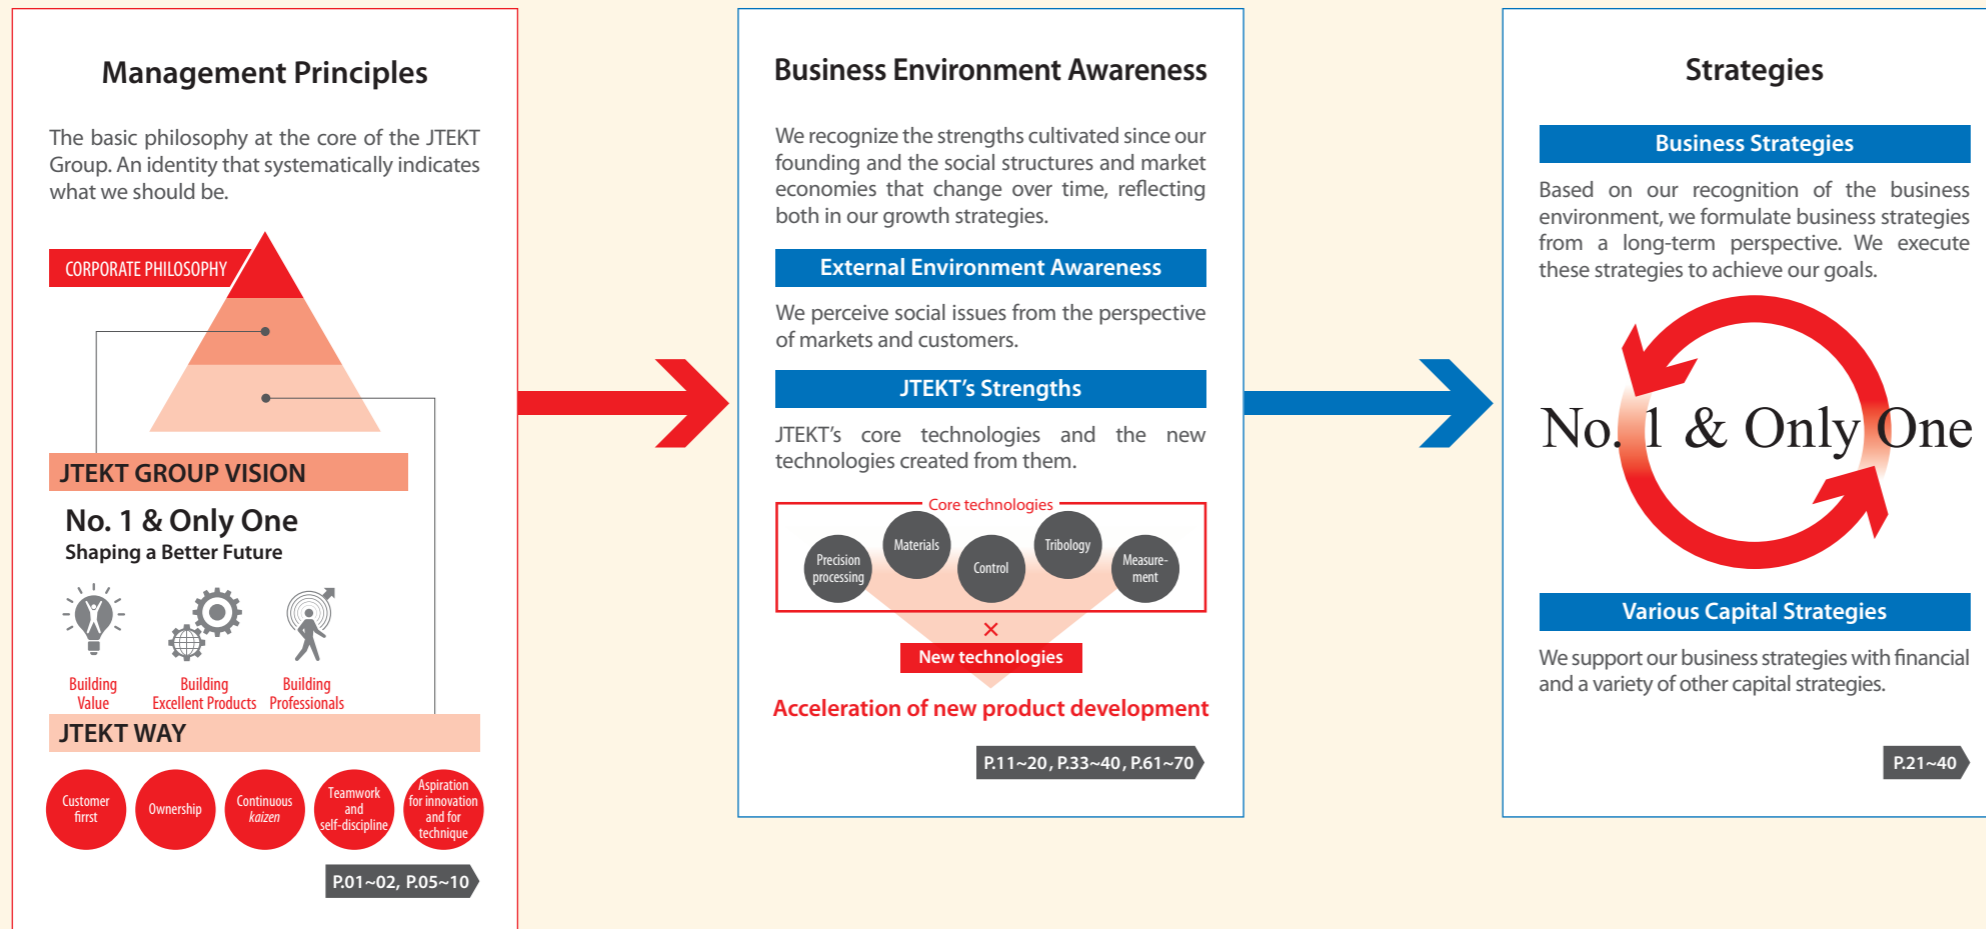 Management Principles
The basic philosophy at the core of the JTEKT
Group. An identity that systematically indicates
what we should be.
CORPORATE PHILOSOPHY
JTEKT GROUP VISION
No. 1 & Only One
Shaping a Better Future
Building
Value
Building
Excellent Products
Building
Professionals
JTEKT WAY
Customer
firrst
Ownership
Continuous
kaizen
Teamwork
and
self-discipline
Aspiration
for innovation
and for
technique
P.01~02, P.05~10
Business Environment Awareness
We recognize the strengths cultivated since our
founding and the social structures and market
economies that change over time, reflecting
both in our growth strategies.
External Environment Awareness
We perceive social issues from the perspective
of markets and customers.
JTEKT’s Strengths
JTEKT’s core technologies and the new
technologies created from them.
Core technologies
Precision
processing
Materials
Control
Tribology
Measure-
ment
×
New technologies
Acceleration of new product development
P.11~20 , P.33~40 , P.61~70
Strategies
Business Strategies
Based on our recognition of the business
environment, we formulate business strategies
from a long-term perspective. We execute
these strategies to achieve our goals.
No. 1 & Only One
Various Capital Strategies
We support our business strategies with financial
and a variety of other capital strategies.
P.21~40